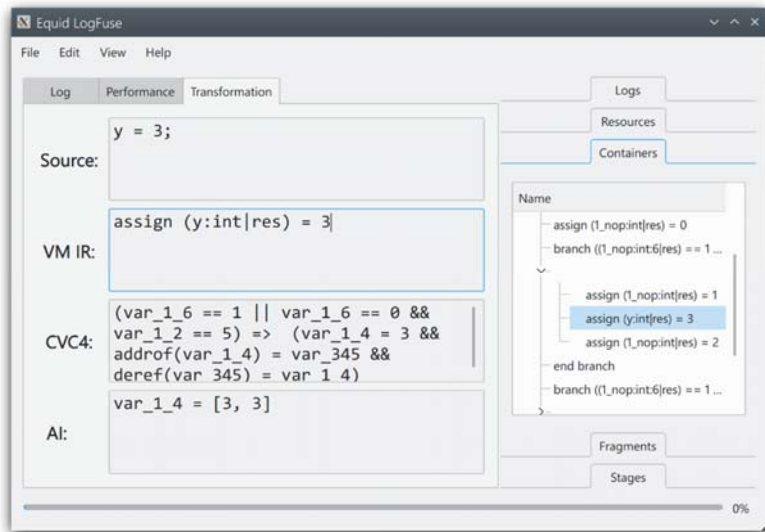 Equid LogFuse
File Edit View Help
Log Performance Transformation
Source:
y = 3;
VM IR:
assign (y:int|res) = 3
CVC4:
(var_1_6 == 1 || var_1_6 == 0 &&
var_1_2 == 5) => (var_1_4 = 3 &&
addrof(var_1_4) = var_345 &&
deref(var_345) = var_1_4)
AI:
var_1_4 = [3, 3]
Logs
Resources
Containers
Name
assign (1_nop:int|res) = 0
branch ((1_nop:int:6|res) == 1 ...
assign (1_nop:int|res) = 1
assign (y:int|res) = 3
assign (1_nop:int|res) = 2
end branch
branch ((1_nop:int:6|res) == 1 ...
Fragments
Stages
0%